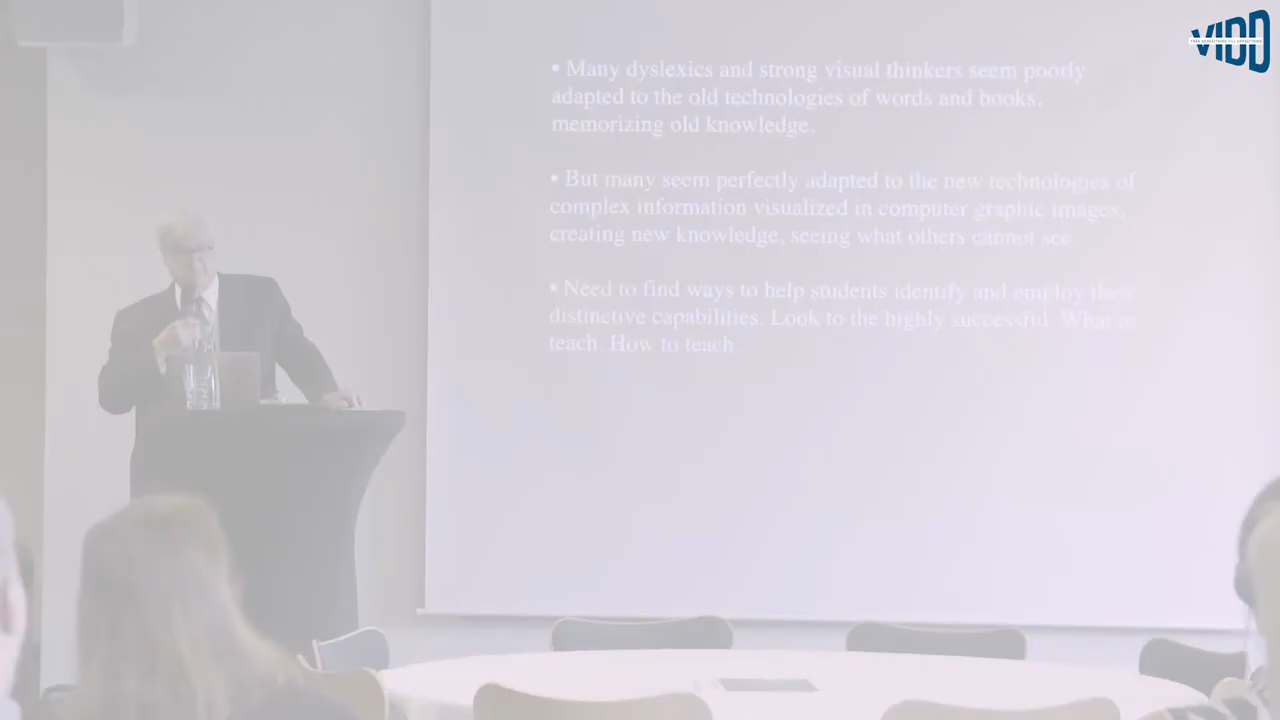 VIDD
• Many dyslexics and strong visual thinkers seem poorly
adapted to the old technologies of words and books,
memorizing old knowledge.
• But many seem perfectly adapted to the new technologies of
complex information visualized in computer graphic images,
creating new knowledge, seeing what others cannot see
• Need to find ways to help students identify and employ their
distinctive capabilities. Look to the highly successful. What to
teach. How to teach